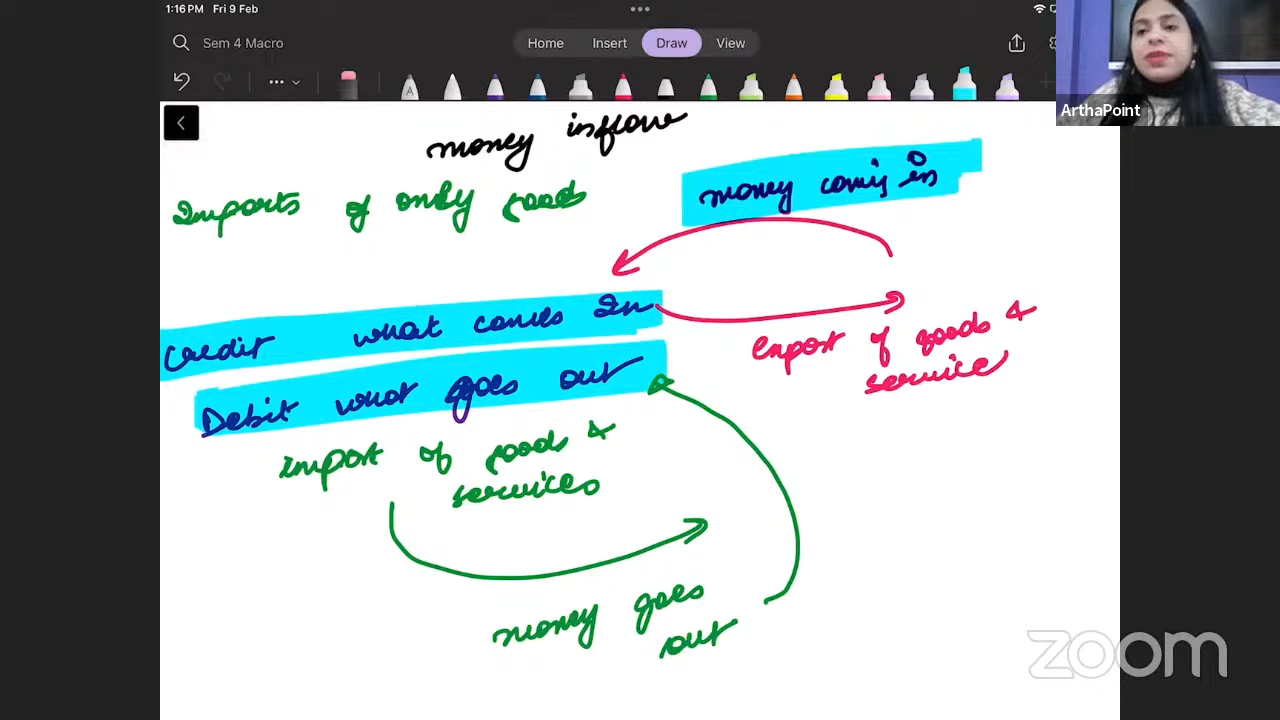 1:16 PM Fri 9 Feb
Sem 4 Macro
Home Insert Draw View
A
ArthaPoint
money inflow
money comis in
Imports of only goods
Credit what comes In
export of goods &
service
Debit what goes out
import of goods &
services
money goes
out
zoom